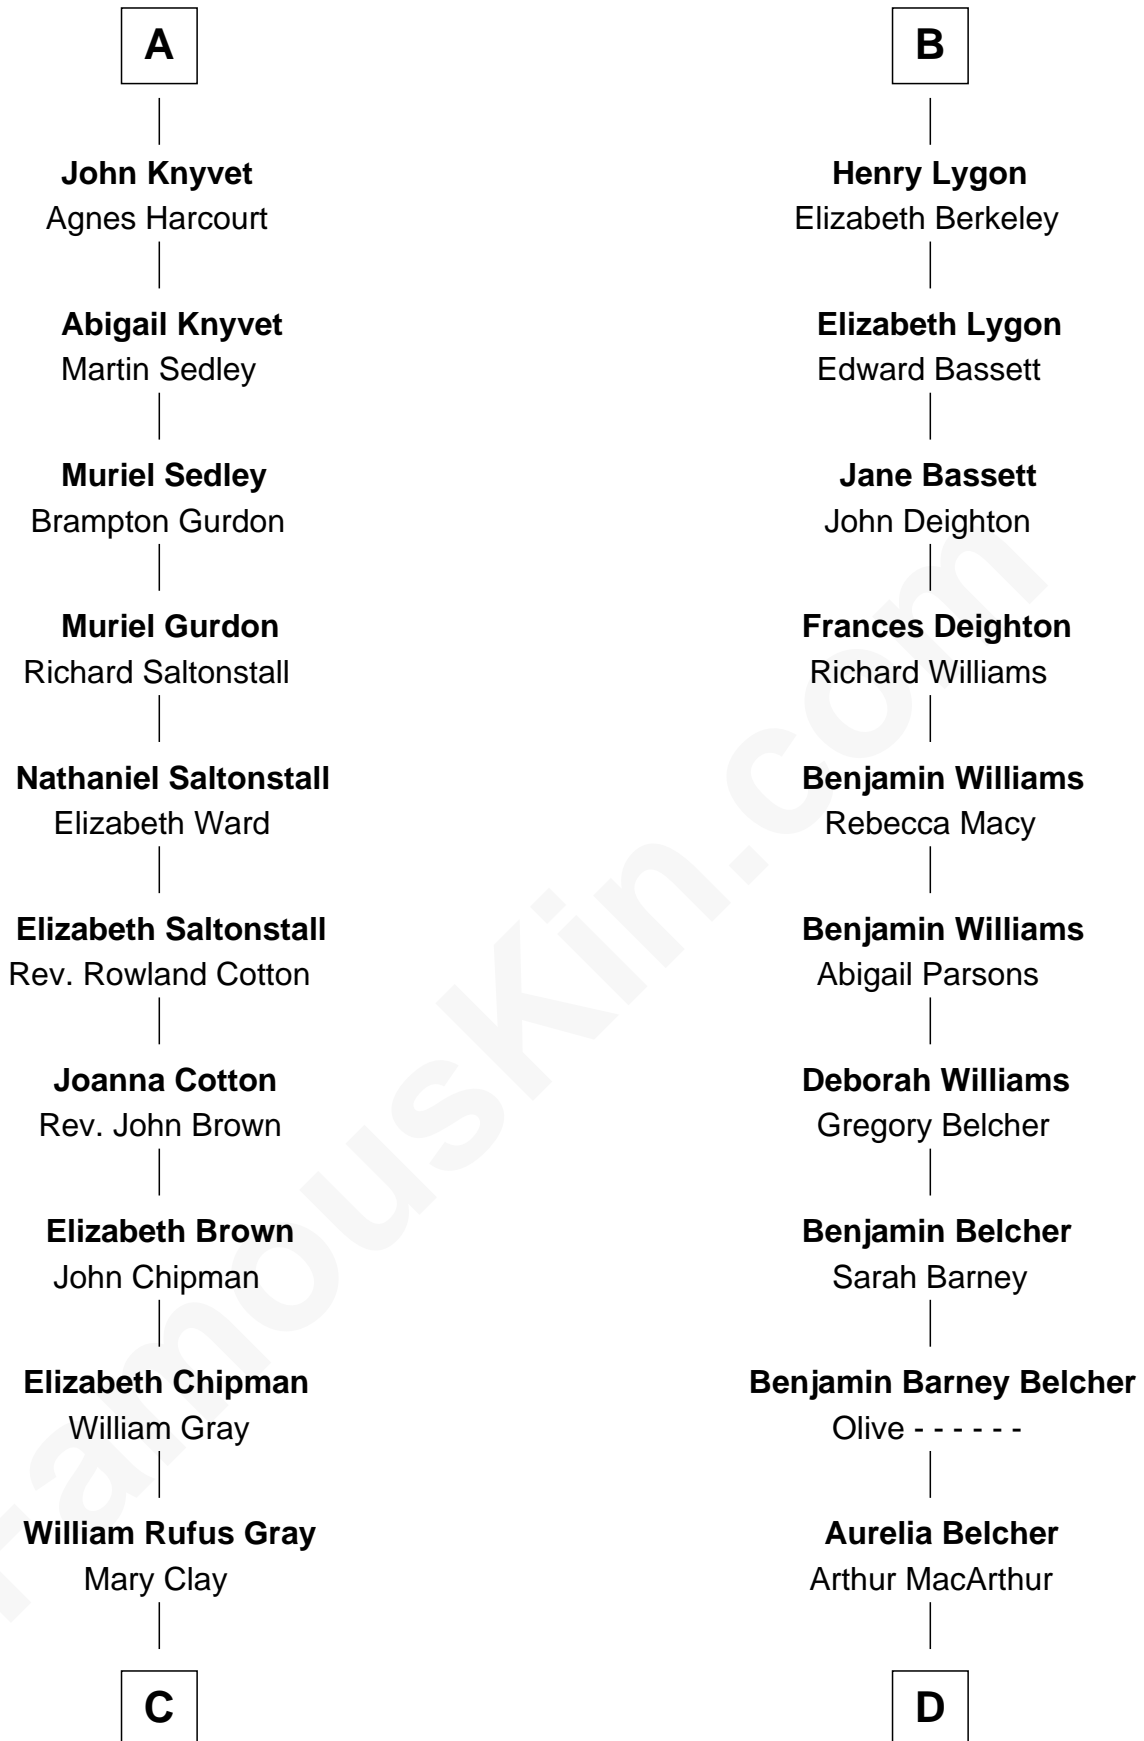 A
John Knyvet
Agnes Harcourt
Abigail Knyvet
Martin Sedley
Muriel Sedley
Brampton Gurdon
Muriel Gurdon
Richard Saltonstall
Nathaniel Saltonstall
Elizabeth Ward
Elizabeth Saltonstall
Rev. Rowland Cotton
Joanna Cotton
Rev. John Brown
Elizabeth Brown
John Chipman
Elizabeth Chipman
William Gray
William Rufus Gray
Mary Clay
C
B
Henry Lygon
Elizabeth Berkeley
Elizabeth Lygon
Edward Bassett
Jane Bassett
John Deighton
Frances Deighton
Richard Williams
Benjamin Williams
Rebecca Macy
Benjamin Williams
Abigail Parsons
Deborah Williams
Gregory Belcher
Benjamin Belcher
Sarah Barney
Benjamin Barney Belcher
Olive - - - - - -
Aurelia Belcher
Arthur MacArthur
D
FamousKin.com